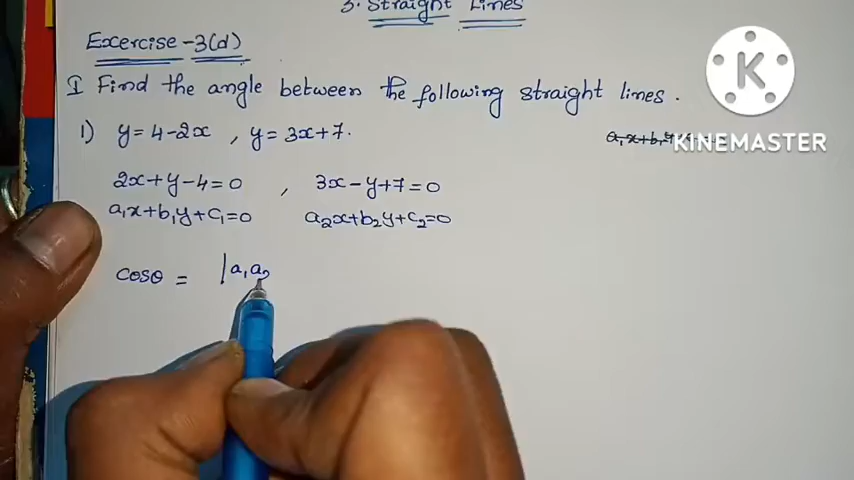 3. Straight Lines
Exercise-3(d)
I Find the angle between the following straight lines.
1) y=4-2x , y=3x+7.
2x+y-4=0 , 3x-y+7=0
a₁x+b₁y+c₁=0 a₂x+b₂y+c₂=0
cosθ = |a₁a₂
K
KINEMASTER